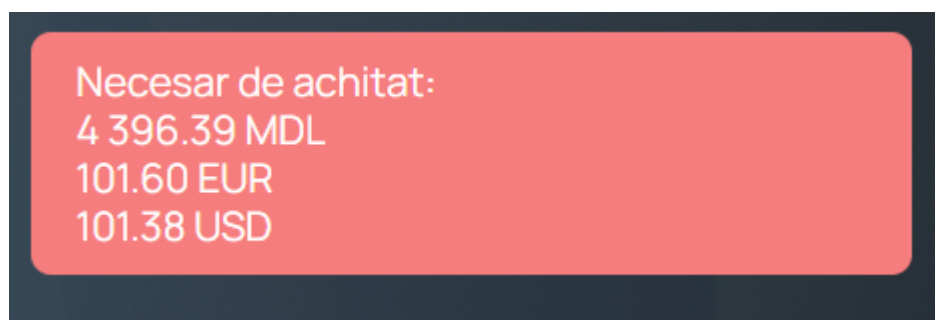 Necesar de achitat:
4 396.39 MDL
101.60 EUR
101.38 USD